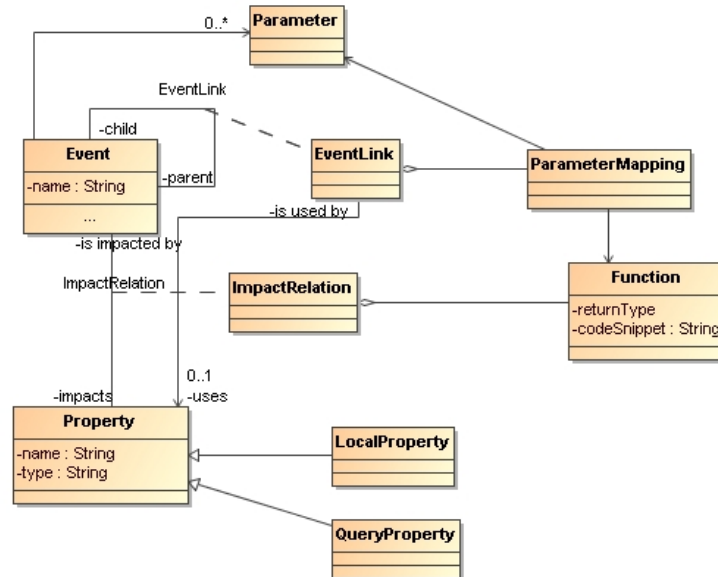 0..*
Parameter
EventLink
-child
Event
-name : String
...
-parent
EventLink
ParameterMapping
-is used by
-is impacted by
ImpactRelation
ImpactRelation
Function
-returnType
-codeSnippet : String
-impacts
0..1
-uses
Property
-name : String
-type : String
LocalProperty
QueryProperty